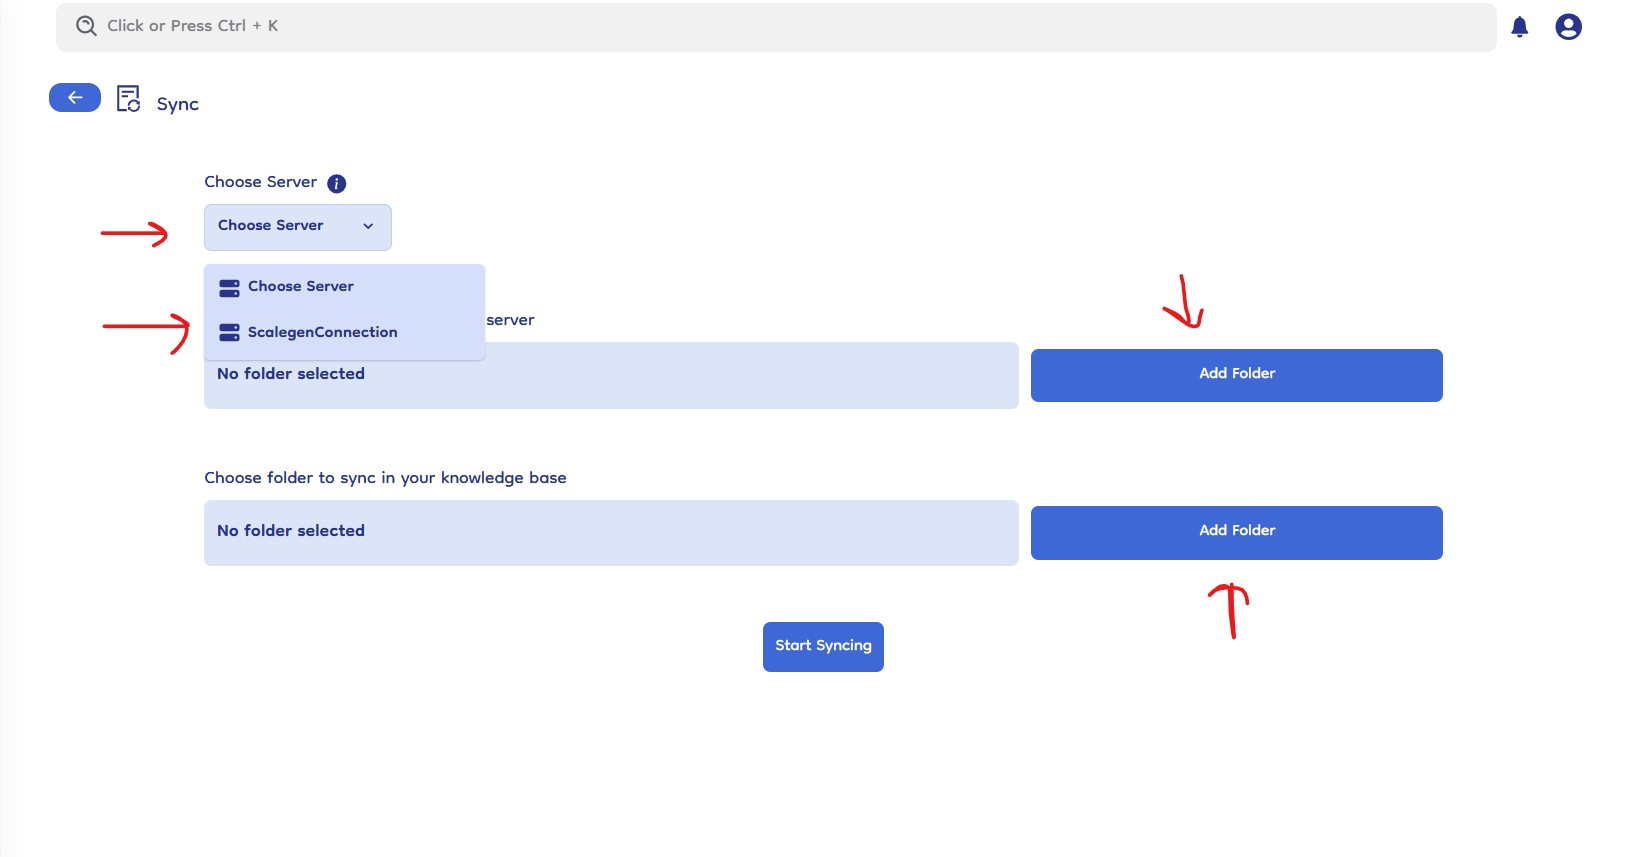 Click or Press Ctrl + K
Sync
Choose Server
Choose Server
Choose Server
ScalegenConnection
server
No folder selected
Add Folder
Choose folder to sync in your knowledge base
No folder selected
Add Folder
Start Syncing